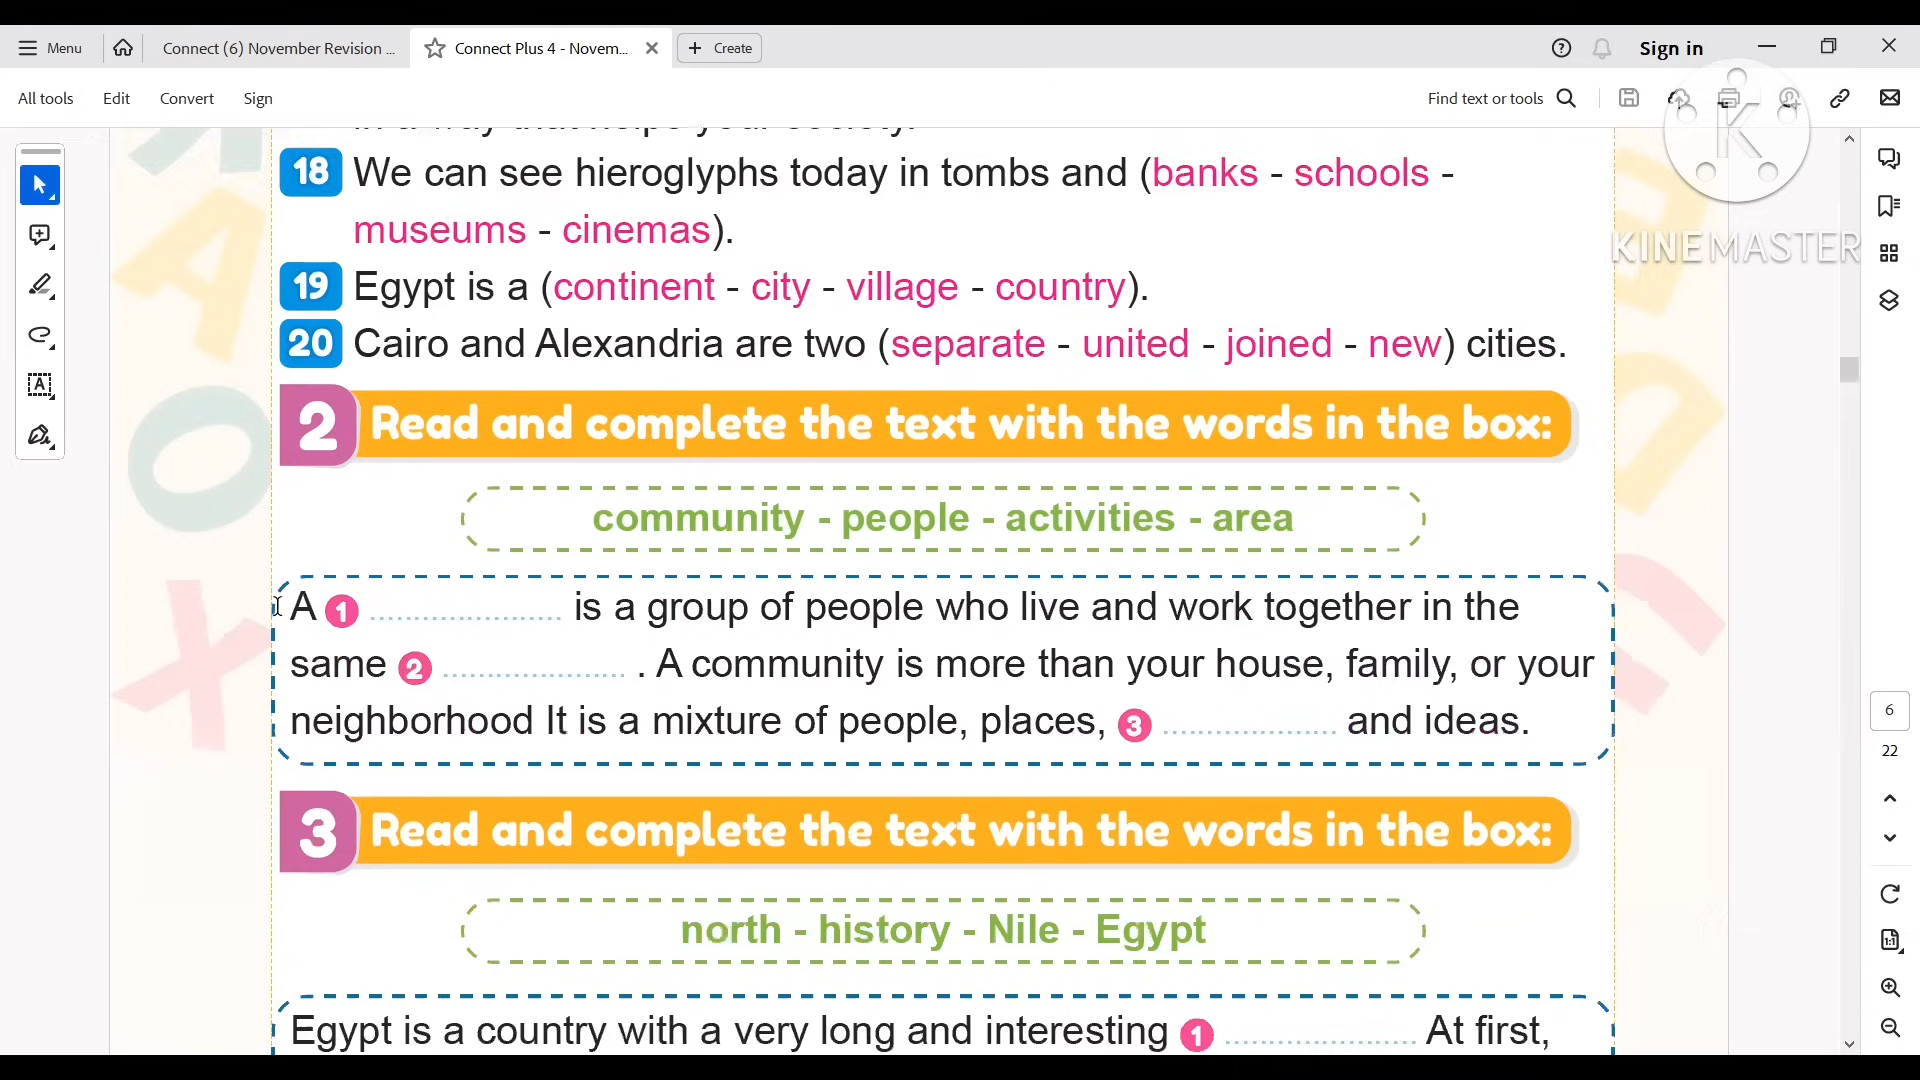 Menu
Connect (6) November Revision ...
Connect Plus 4 - Novem...
Create
Sign in
All tools
Edit
Convert
Sign
Find text or tools
KINEMASTER
in a way that helps your society.
18 We can see hieroglyphs today in tombs and (banks - schools -
museums - cinemas).
19 Egypt is a (continent - city - village - country).
20 Cairo and Alexandria are two (separate - united - joined - new) cities.
2 Read and complete the text with the words in the box:
community - people - activities - area
A 1 .................... is a group of people who live and work together in the
same 2 ................... . A community is more than your house, family, or your
neighborhood It is a mixture of people, places, 3 .................. and ideas.
3 Read and complete the text with the words in the box:
north - history - Nile - Egypt
Egypt is a country with a very long and interesting 1 .................... At first,
6
22